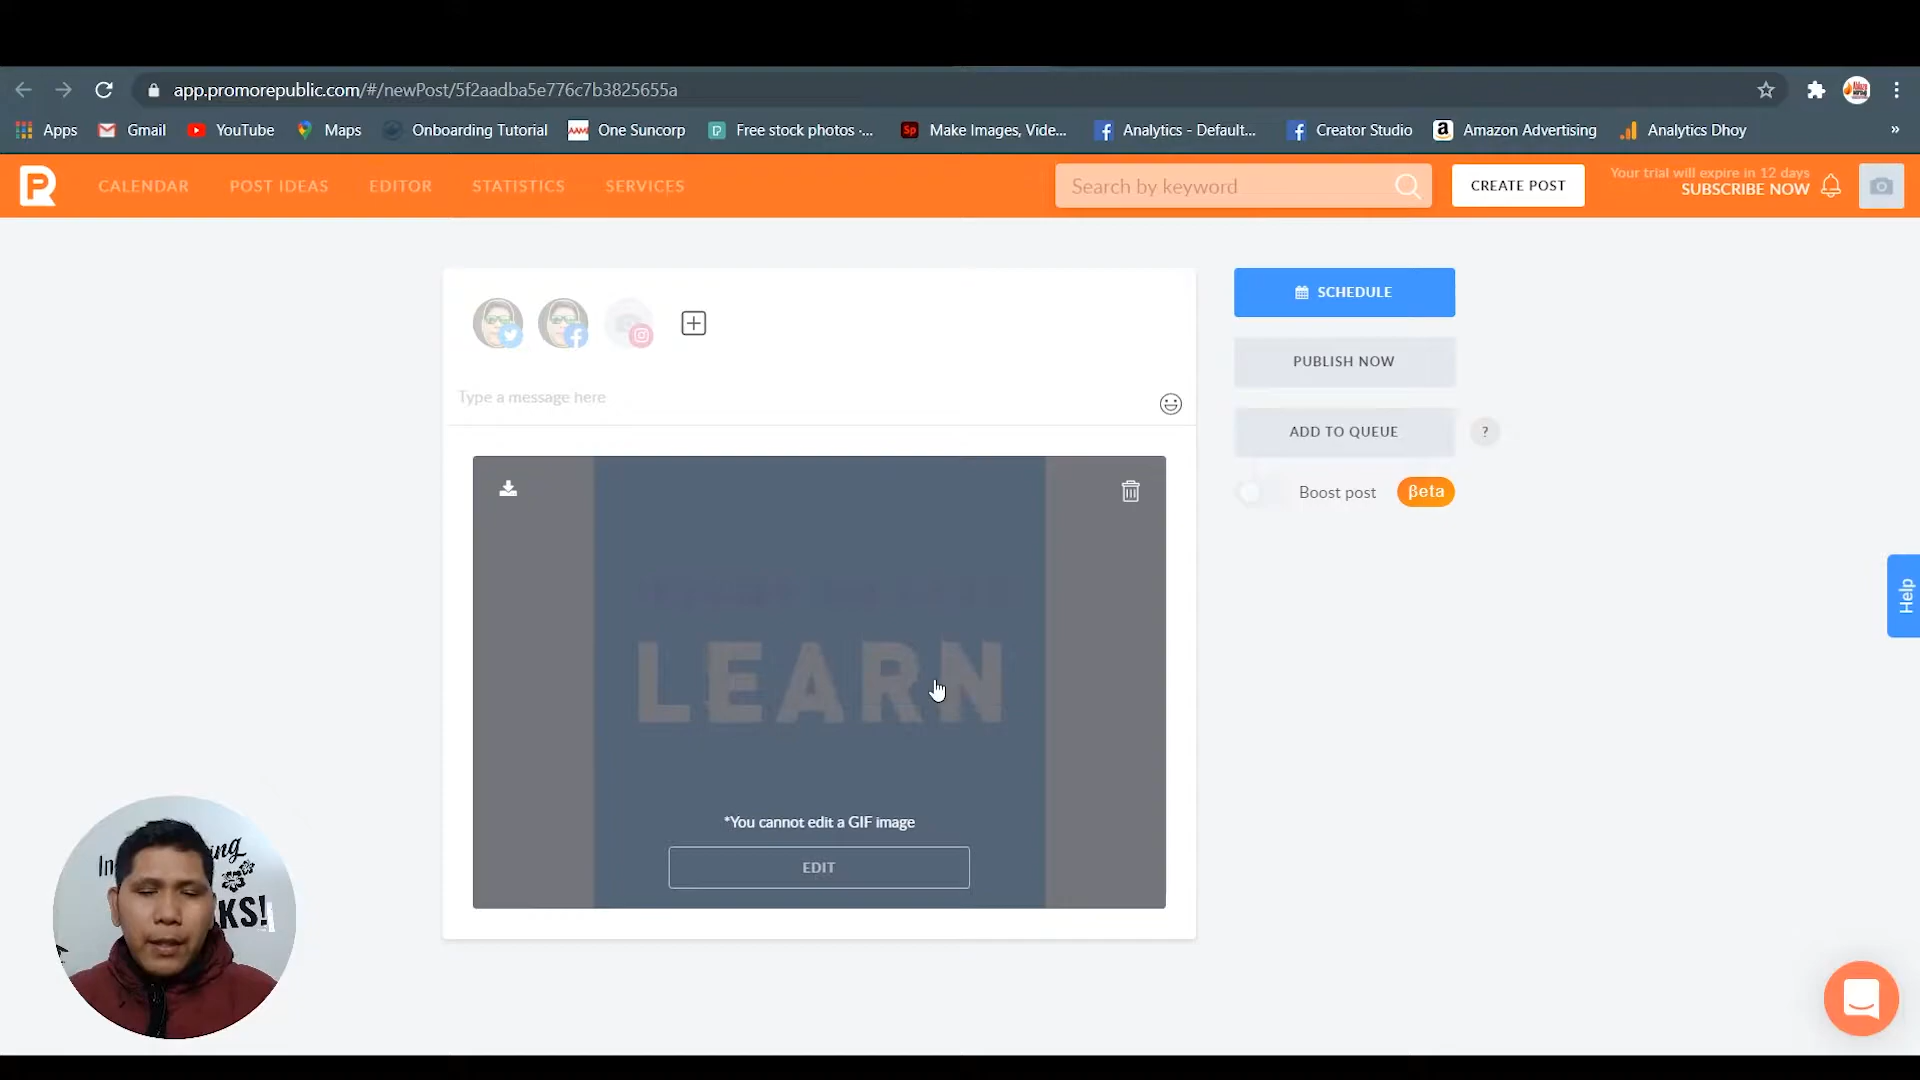 app.promorepublic.com/#/newPost/5f2aadba5e776c7b3825655a
Apps Gmail YouTube Maps Onboarding Tutorial One Suncorp Free stock photos ·... Make Images, Vide... Analytics - Default... Creator Studio Amazon Advertising Analytics Dhoy »
CALENDAR POST IDEAS EDITOR STATISTICS SERVICES Search by keyword CREATE POST
Your trial will expire in 12 days
SUBSCRIBE NOW
SCHEDULE
PUBLISH NOW
Type a message here
ADD TO QUEUE ?
Boost post βeta
Help
LEARN
*You cannot edit a GIF image
EDIT
KS!